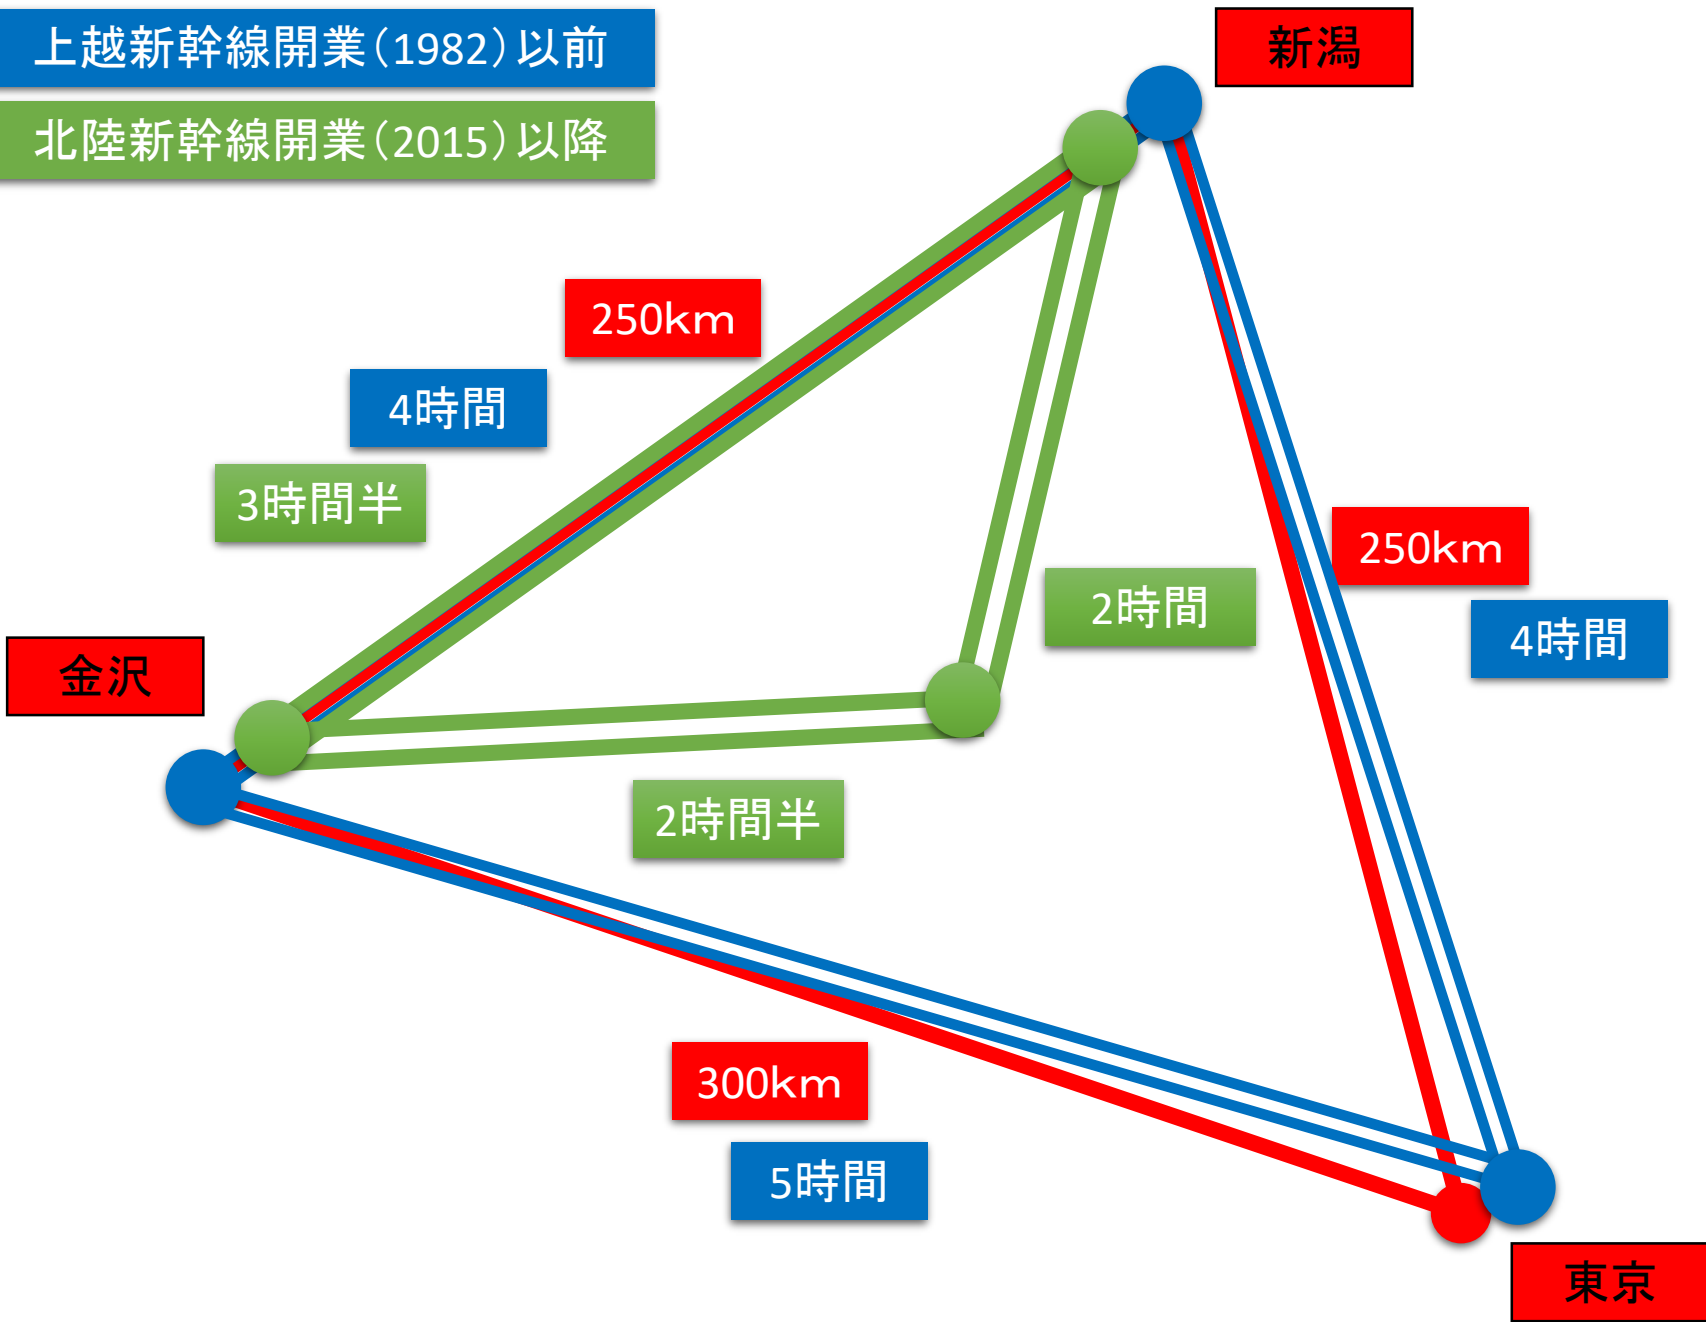 上越新幹線開業（1982）以前
北陸新幹線開業（2015）以降
新潟
250km
4時間
3時間半
250km
2時間
4時間
金沢
2時間半
300km
5時間
東京